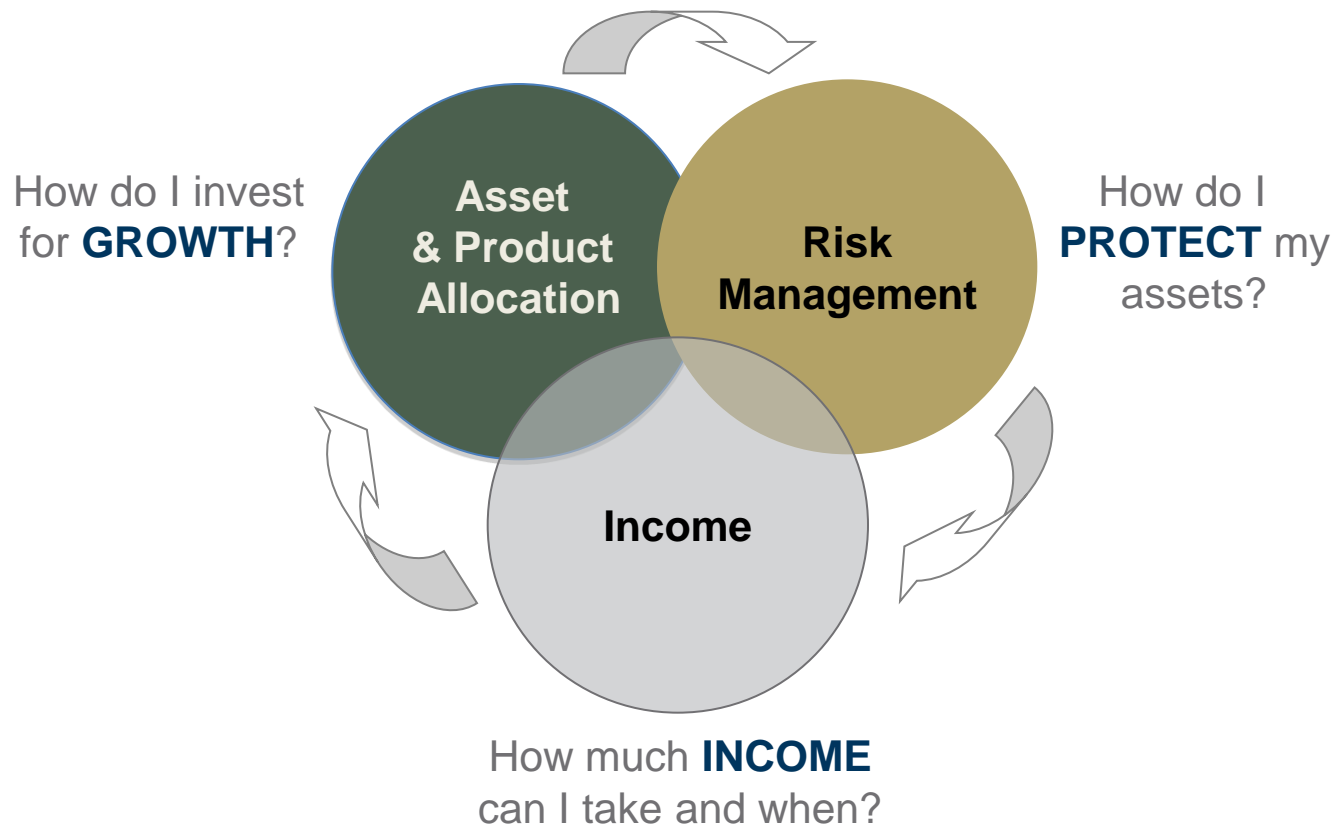 How do I invest
for GROWTH?
Asset
& Product
Allocation
Risk
Management
How do I
PROTECT my
assets?
Income
How much INCOME
can I take and when?